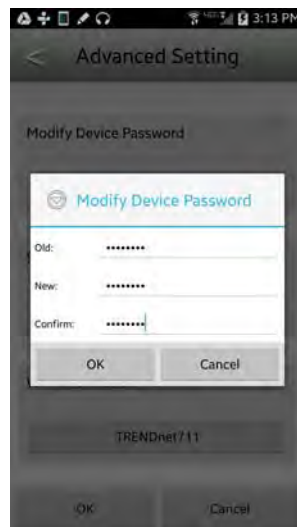 3:13 PM
Advanced Setting
Modify Device Password
Modify Device Password
Old: ••••••••
New: ••••••••
Confirm: ••••••••
OK Cancel
TRENDnet711
OK Cancel